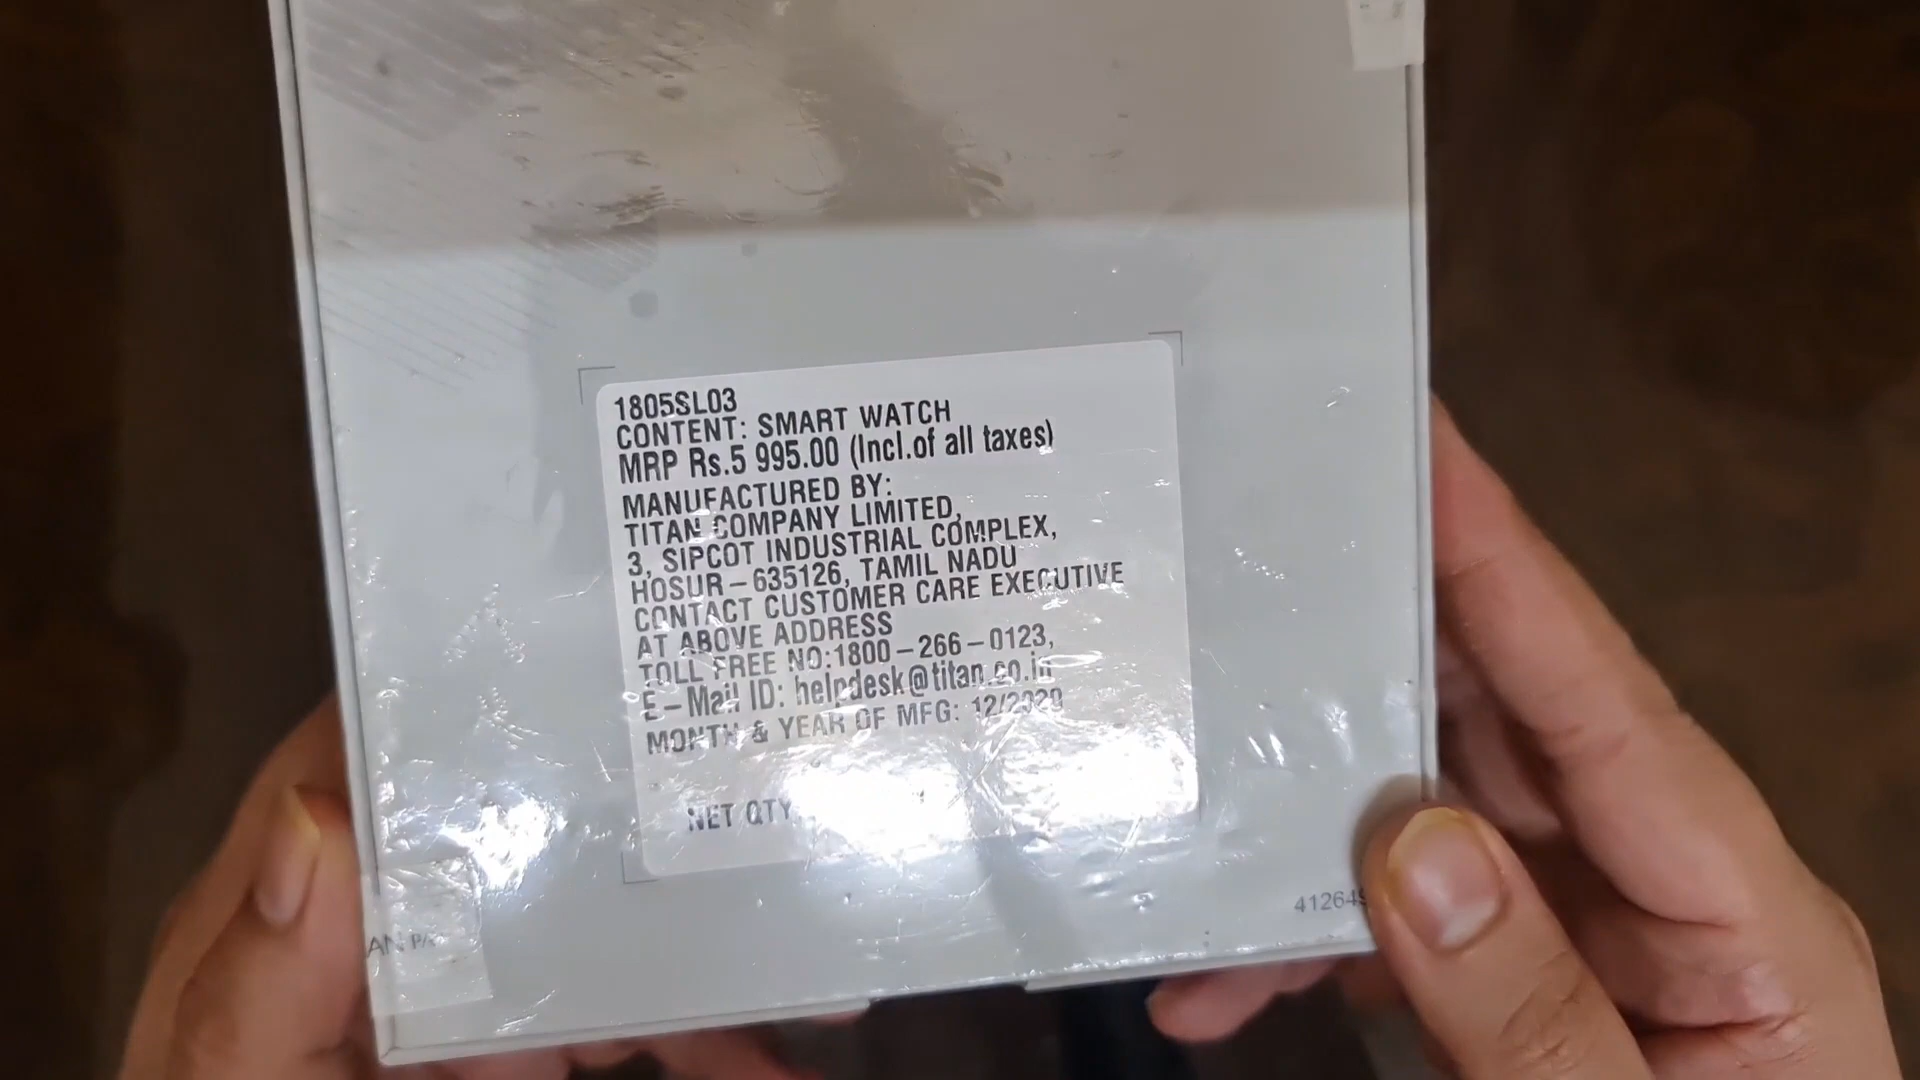 1805SL03
CONTENT: SMART WATCH
MRP Rs.5 995.00 (Incl.of all taxes)
MANUFACTURED BY:
TITAN COMPANY LIMITED,
3, SIPCOT INDUSTRIAL COMPLEX,
HOSUR – 635126, TAMIL NADU
CONTACT CUSTOMER CARE EXECUTIVE
AT ABOVE ADDRESS
TOLL FREE NO:1800 – 266 – 0123,
E – Mail ID: helpdesk@titan.co.in
MONTH & YEAR OF MFG: 12/2020
NET QTY